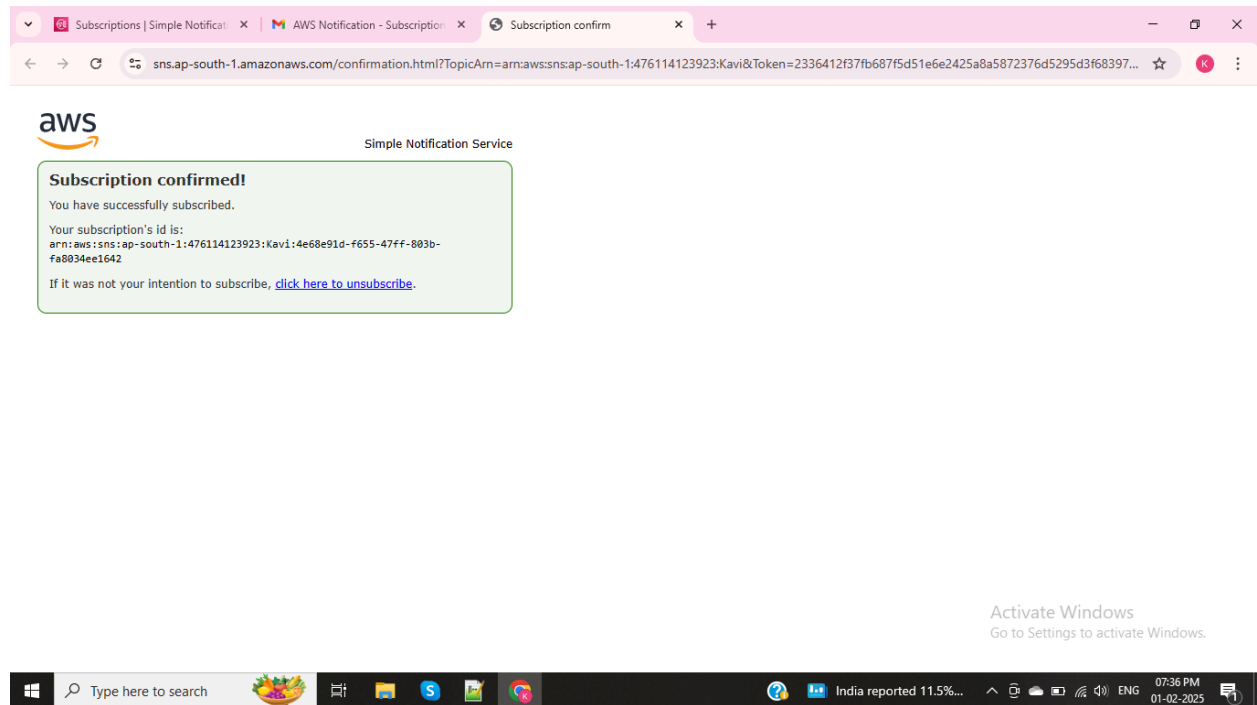 Subscriptions | Simple Notificati
AWS Notification - Subscription
Subscription confirm
sns.ap-south-1.amazonaws.com/confirmation.html?TopicArn=arn:aws:sns:ap-south-1:476114123923:Kavi&Token=2336412f37fb687f5d51e6e2425a8a5872376d5295d3f68397...
K
aws
Simple Notification Service
Subscription confirmed!
You have successfully subscribed.
Your subscription's id is:
arn:aws:sns:ap-south-1:476114123923:Kavi:4e68e91d-f655-47ff-803b-
fa8034ee1642
If it was not your intention to subscribe, click here to unsubscribe.
Activate Windows
Go to Settings to activate Windows.
Type here to search
India reported 11.5%...
ENG
07:36 PM
01-02-2025
1